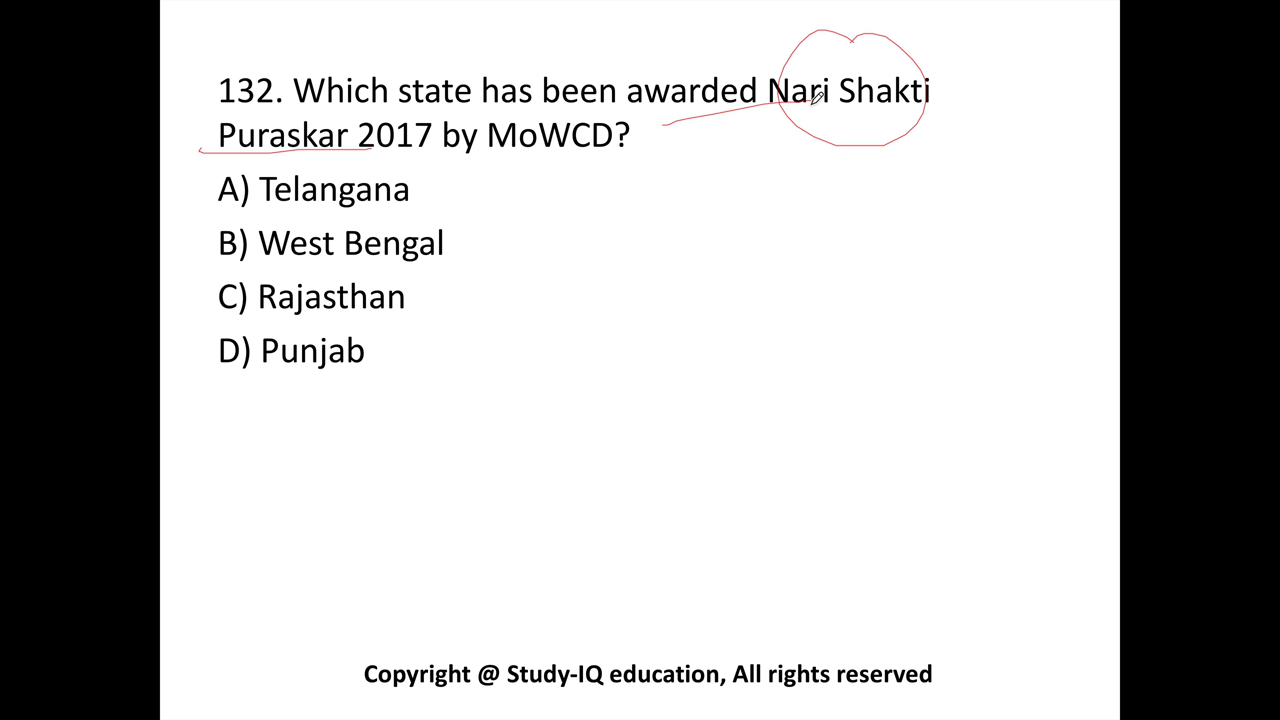 132. Which state has been awarded Nari Shakti
Puraskar 2017 by MoWCD?
A) Telangana
B) West Bengal
C) Rajasthan
D) Punjab
Copyright @ Study-IQ education, All rights reserved